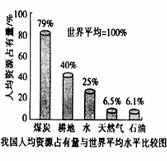 人均资源占有量/%
世界平均=100%
79%
40%
25%
6.5%
6.1%
煤炭 耕地 水 天然气 石油
我国人均资源占有量与世界平均水平比较图